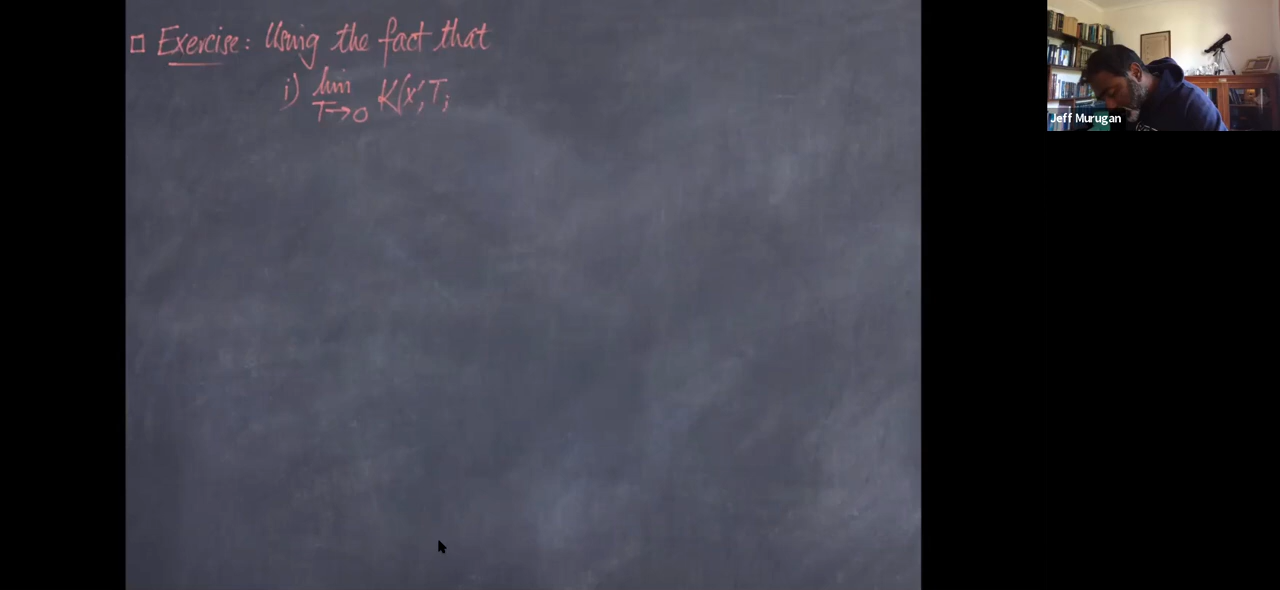 □ Exercise: Using the fact that
i) lim T→0 K(x', T;
Jeff Murugan